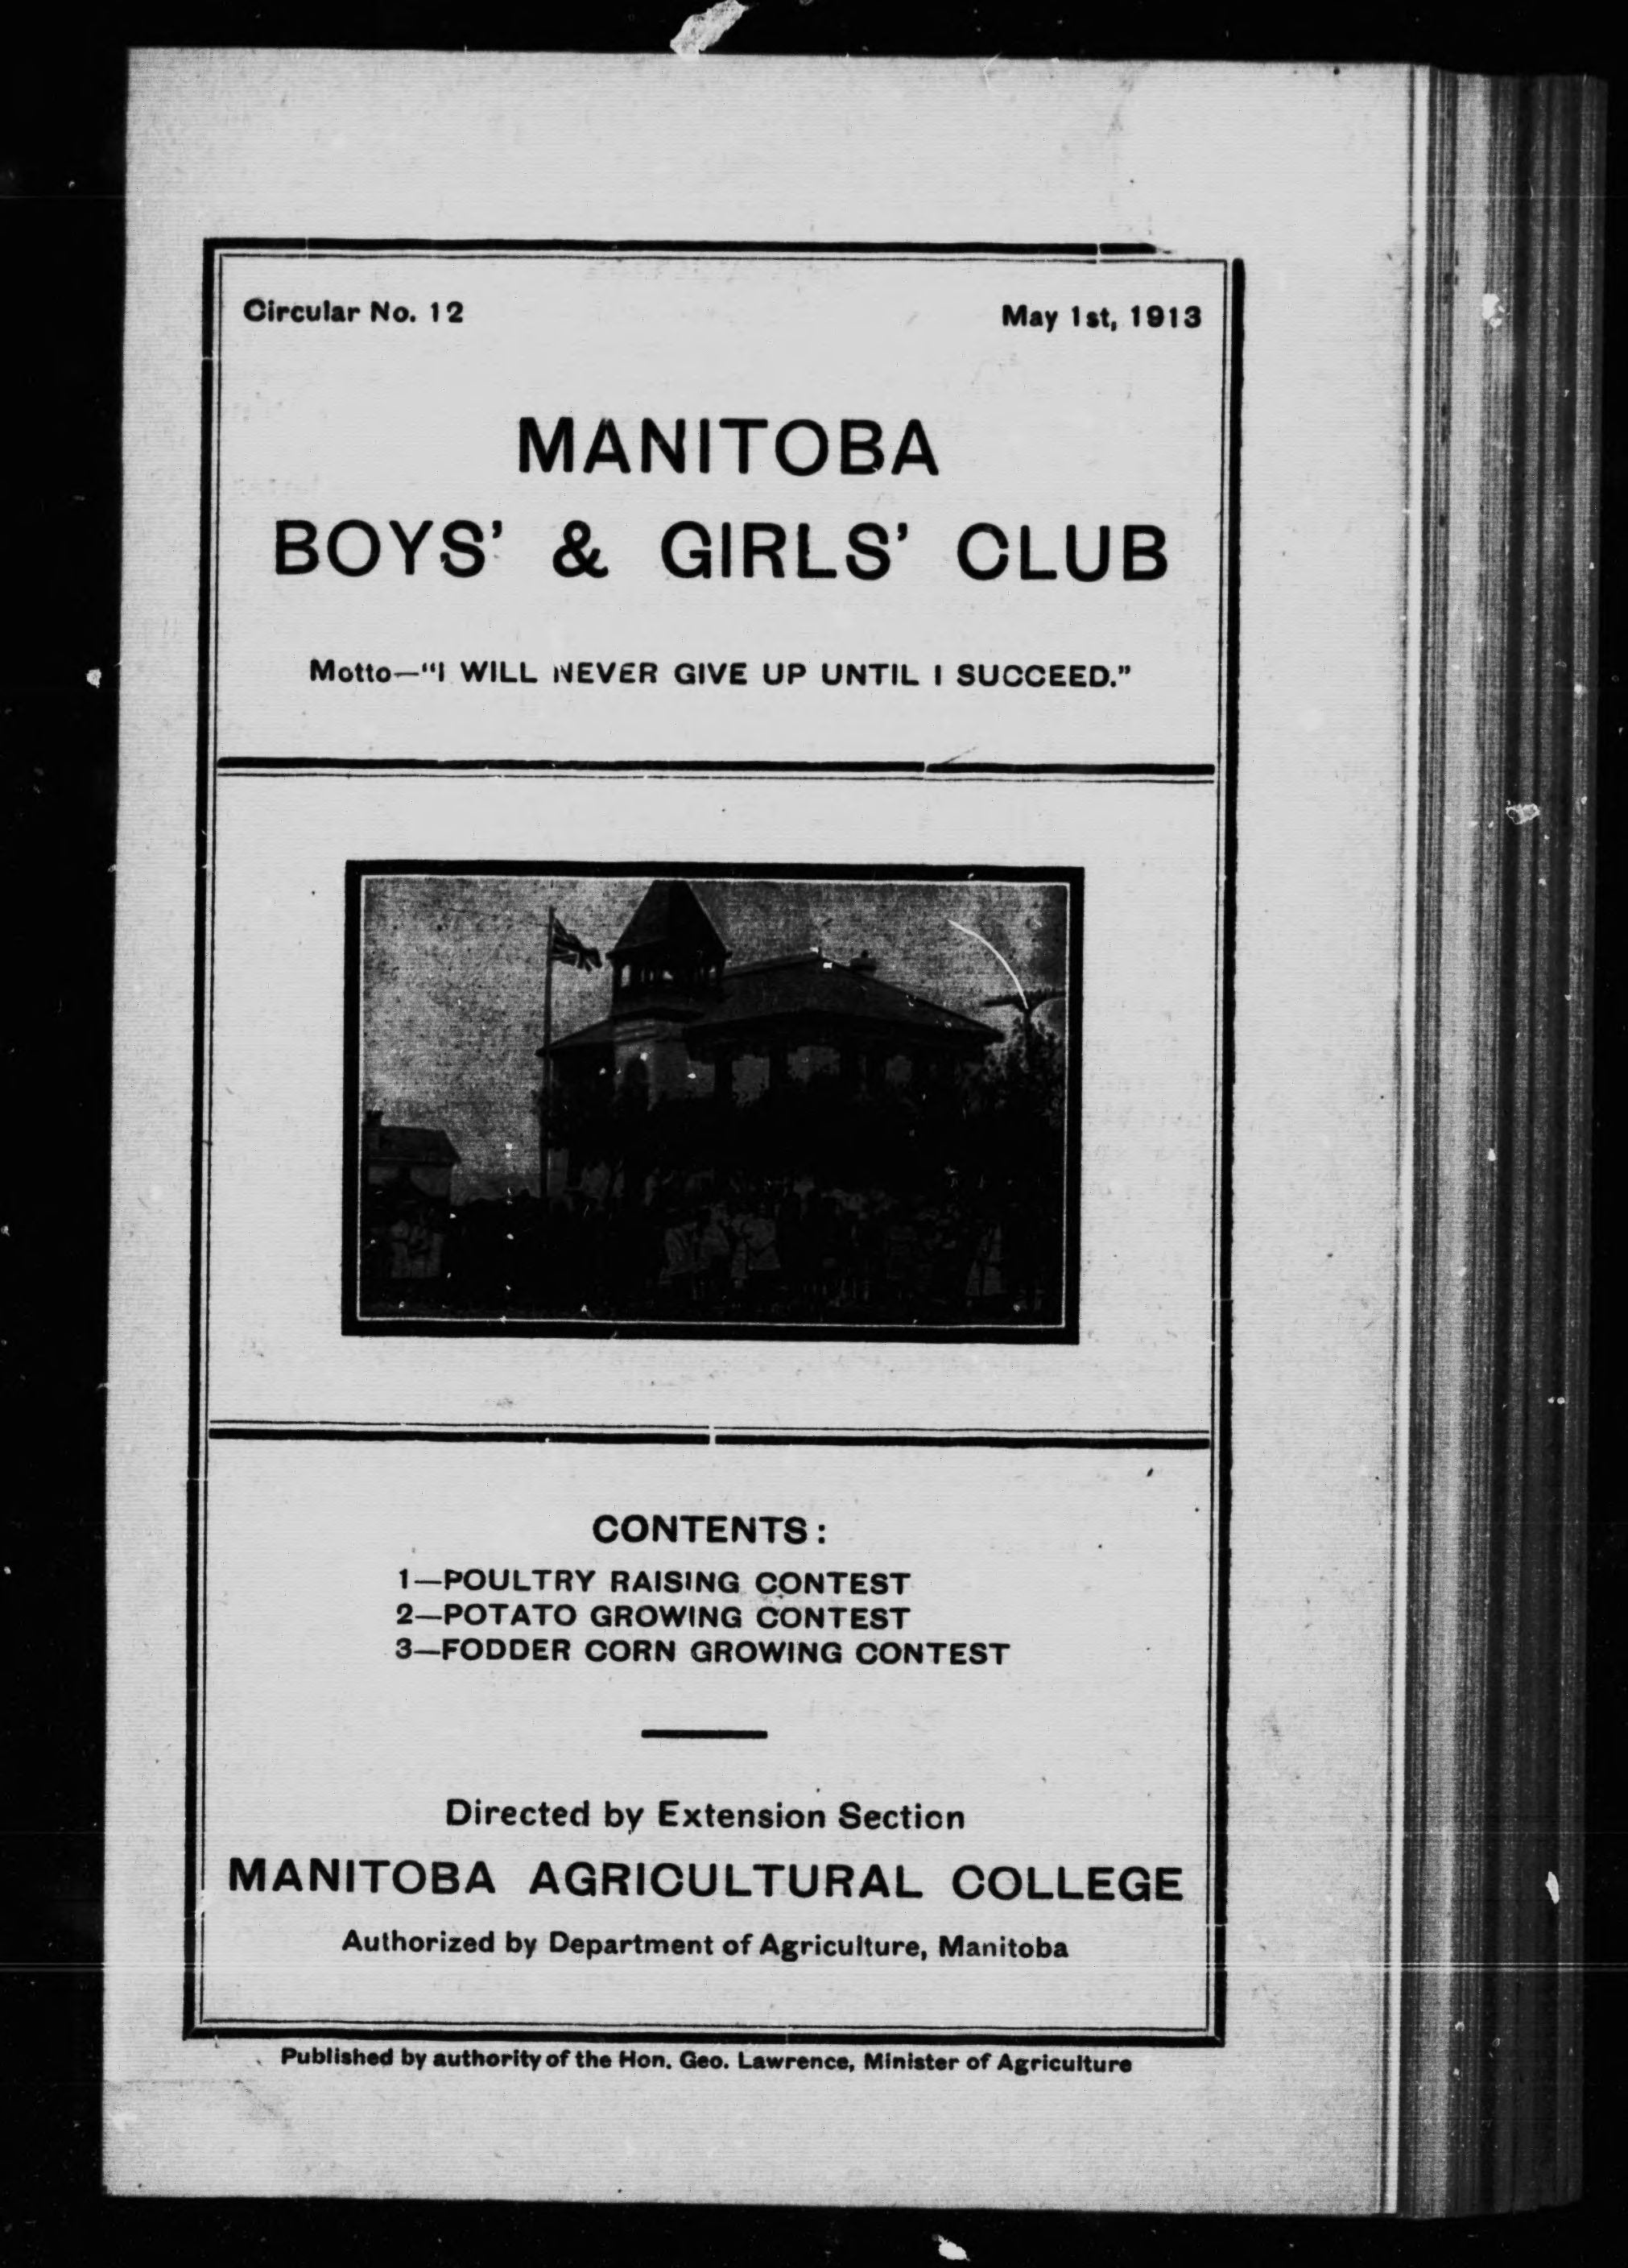 Circular No. 12
May 1st, 1913
MANITOBA
BOYS' & GIRLS' CLUB
Motto—“I WILL NEVER GIVE UP UNTIL I SUCCEED.”
CONTENTS:
1—POULTRY RAISING CONTEST
2—POTATO GROWING CONTEST
3—FODDER CORN GROWING CONTEST
Directed by Extension Section
MANITOBA AGRICULTURAL COLLEGE
Authorized by Department of Agriculture, Manitoba
Published by authority of the Hon. Geo. Lawrence, Minister of Agriculture